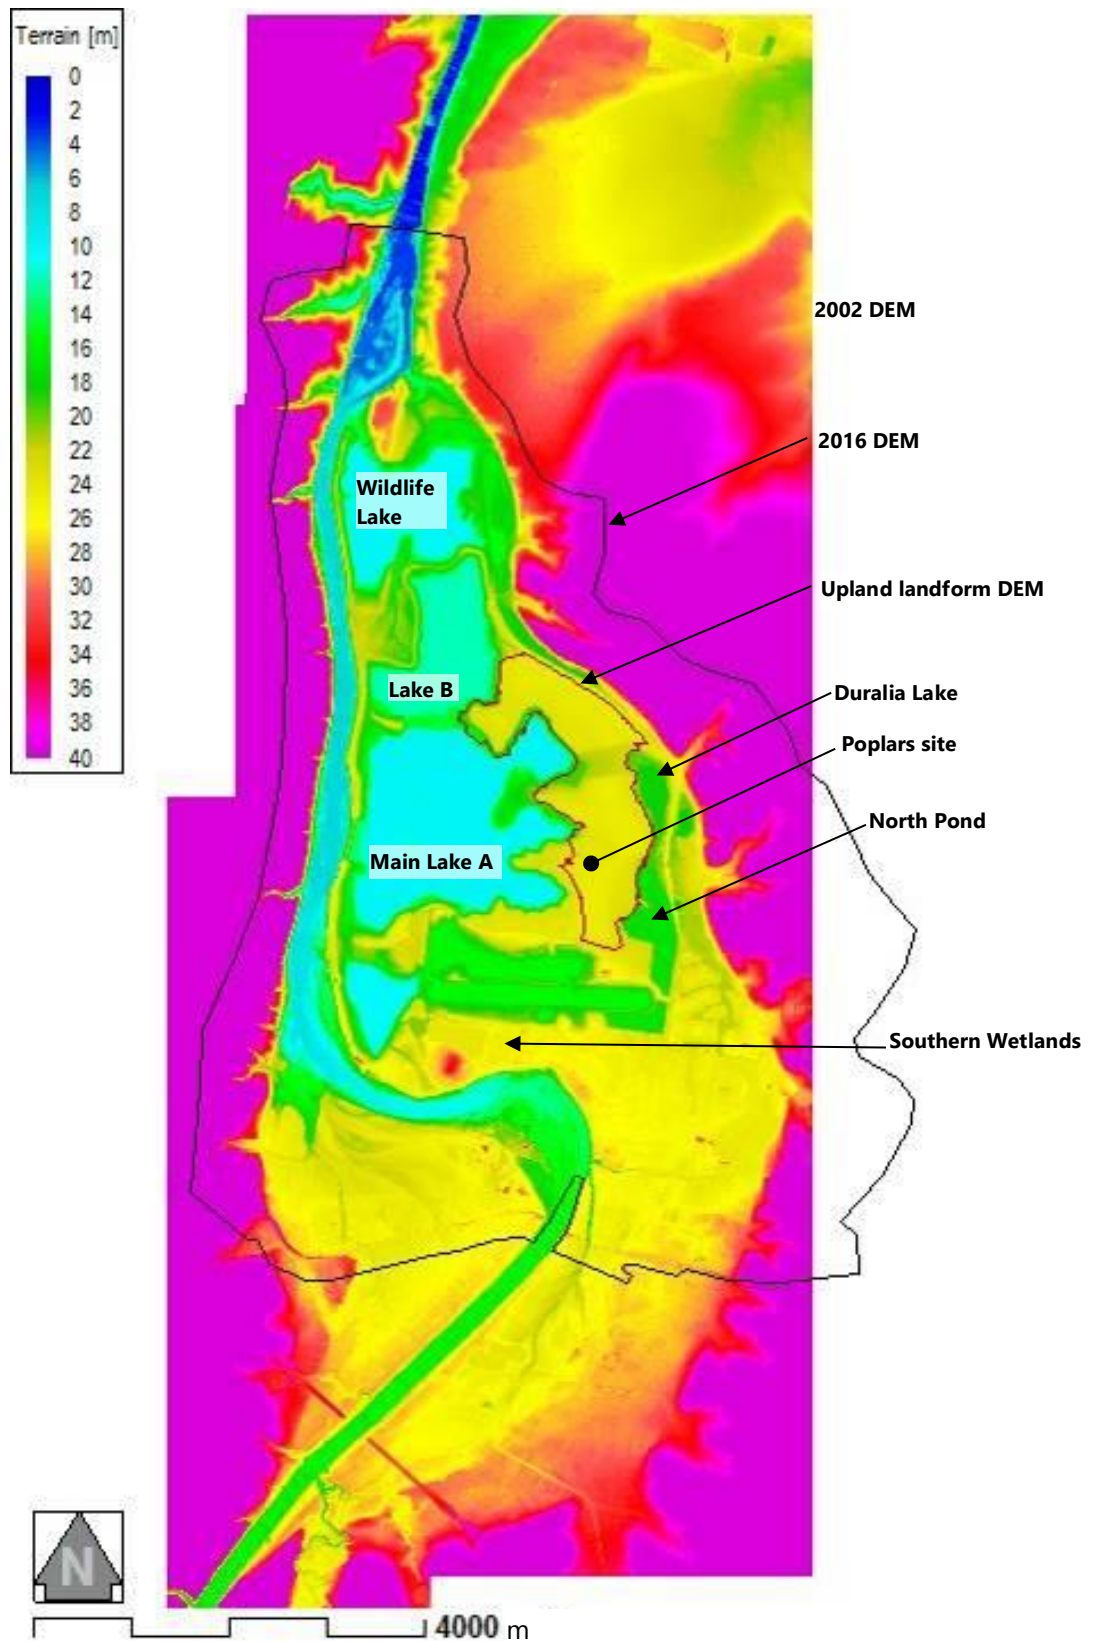 Terrain [m]
0
2
4
6
8
10
12
14
16
18
20
22
24
26
28
30
32
34
36
38
40
2002 DEM
2016 DEM
Wildlife
Lake
Upland landform DEM
Lake B
Duralia Lake
Poplars site
North Pond
Main Lake A
Southern Wetlands
N
4000 m